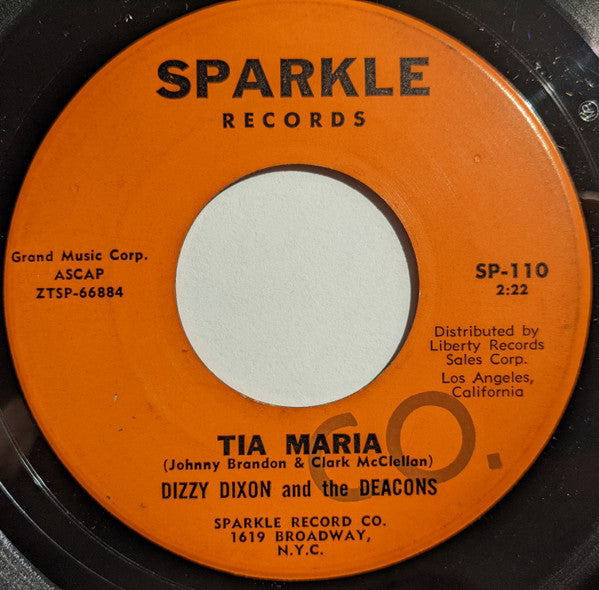 SPARKLE
RECORDS
Grand Music Corp.
ASCAP
ZTSP-66884
SP-110
2:22
Distributed by
Liberty Records
Sales Corp.
Los Angeles,
California
CO.
TIA MARIA
(Johnny Brandon & Clark McClellan)
DIZZY DIXON and the DEACONS
SPARKLE RECORD CO.
1619 BROADWAY,
N.Y.C.